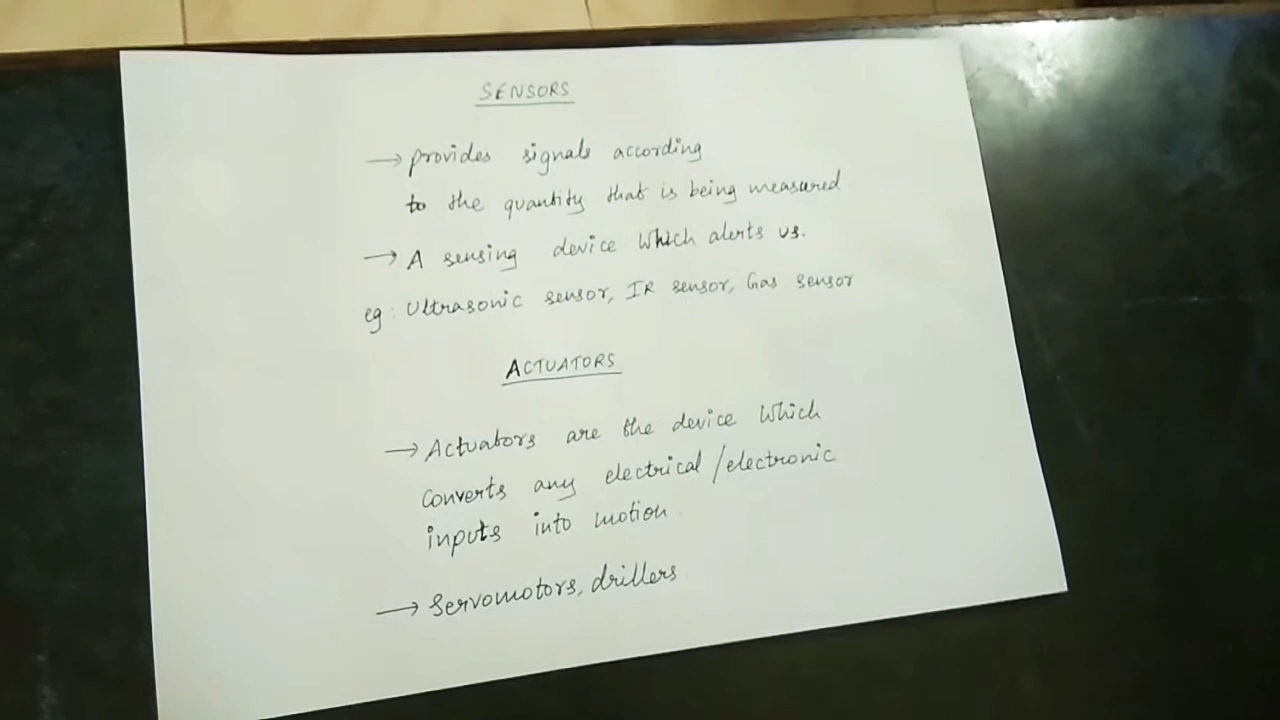 SENSORS
→ provides signals according
to the quantity that is being measured
→ A sensing device which alerts us.
eg: Ultrasonic sensor, IR sensor, Gas sensor
ACTUATORS
→ Actuators are the device which
converts any electrical/electronic
inputs into motion
→ Servomotors, drillers